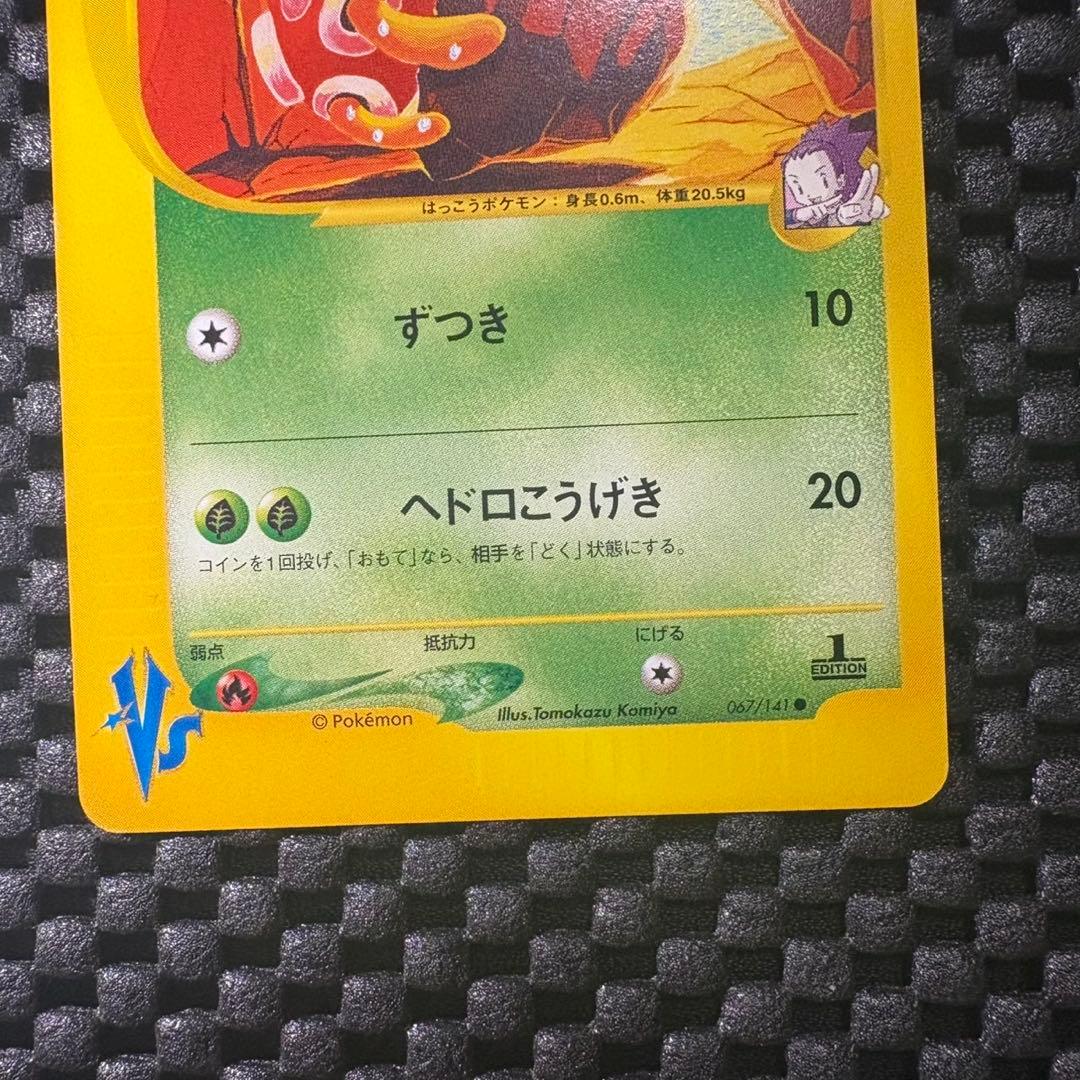 はっこうポケモン：身長0.6m、体重20.5kg
ずつき 10
ヘドロこうげき 20
コインを1回投げ、「おもて」なら、相手を「どく」状態にする。
弱点 抵抗力 にげる
1
EDITION
VS
© Pokémon Illus.Tomokazu Komiya 067/141●